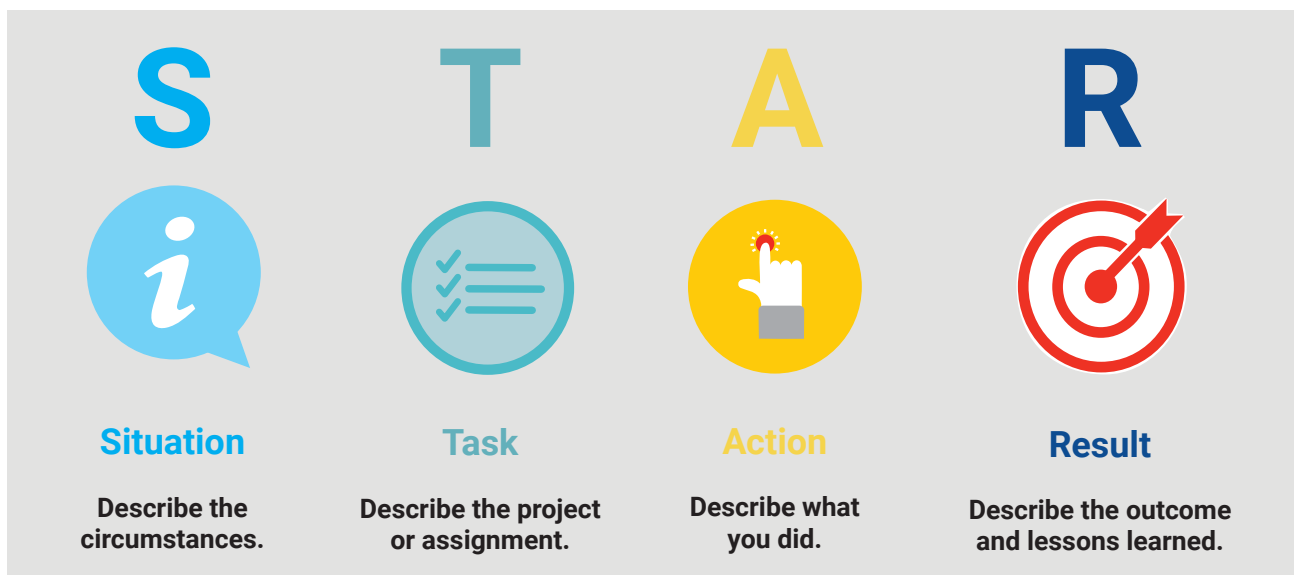 S
T
A
R
i
Situation
Describe the
circumstances.
Task
Describe the project
or assignment.
Action
Describe what
you did.
Result
Describe the outcome
and lessons learned.